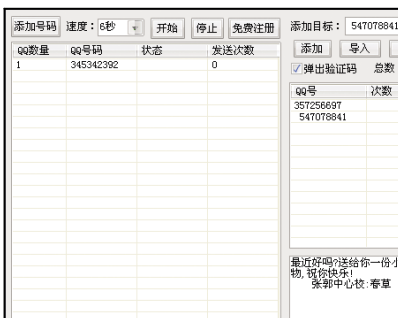 添加号码 速度：6秒 开始 停止 免费注册
QQ数量 QQ号码 状态 发送次数
1 345342392 0
添加目标： 547078841
添加 导入
弹出验证码 总数
QQ号 次数
357256697
547078841
最近好吗?送给你一份小
物,祝你快乐!
张郭中心校:春草